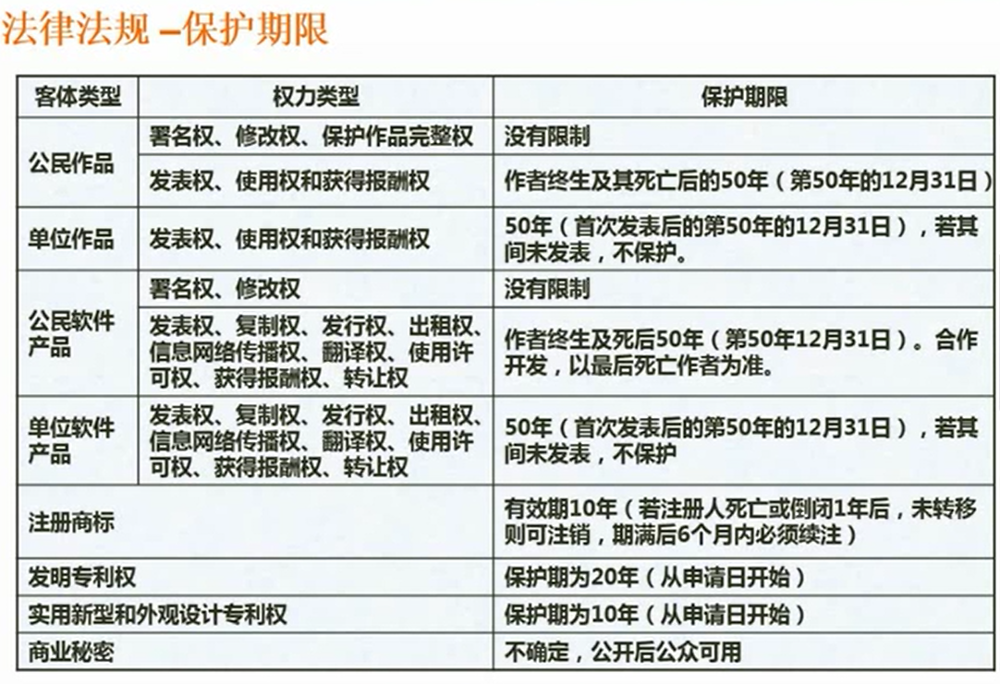 法律法规 –保护期限
客体类型 权力类型 保护期限
公民作品
署名权、修改权、保护作品完整权 没有限制
发表权、使用权和获得报酬权 作者终生及其死亡后的50年（第50年的12月31日）
单位作品 发表权、使用权和获得报酬权
50年（首次发表后的第50年的12月31日），若其
间未发表，不保护。
公民软件
产品
署名权、修改权 没有限制
发表权、复制权、发行权、出租权、
信息网络传播权、翻译权、使用许
可权、获得报酬权、转让权
作者终生及死后50年（第50年12月31日）。合作
开发，以最后死亡作者为准。
单位软件
产品
发表权、复制权、发行权、出租权、
信息网络传播权、翻译权、使用许
可权、获得报酬权、转让权
50年（首次发表后的第50年的12月31日），若其
间未发表，不保护
注册商标
有效期10年（若注册人死亡或倒闭1年后，未转移
则可注销，期满后6个月内必须续注）
发明专利权 保护期为20年（从申请日开始）
实用新型和外观设计专利权 保护期为10年（从申请日开始）
商业秘密 不确定，公开后公众可用